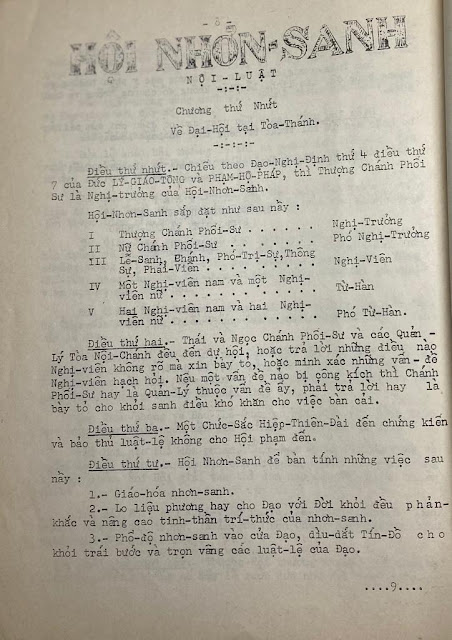 - 8 -
HỘI NHƠN-SANH
NỘI-LUẬT
-:-:-
Chương thứ Nhứt
Về Đại-Hội tại Tòa-Thánh.
-:-:-:-
Điều thứ nhứt.- Chiếu theo Đạo-Nghị-Định thứ 4 điều thứ
7 của Đức LÝ-GIÁO-TÔNG và PHẠM-HỘ-PHÁP, thì Thượng Chánh Phối
Sư là Nghị-trưởng của Hội-Nhơn-Sanh.
Hội-Nhơn-Sanh sắp đặt như sau nầy :
I Thượng Chánh Phối-Sư . . . . . . Nghị-Trưởng
II Nữ Chánh Phối-Sư . . . . . . . Phó Nghị-Trưởng
III Lễ-Sanh, Chánh, Phó-Trị-Sự,Thông
Sự, Phái-Viên . . . . . . . . . . Nghị-Viên
IV Một Nghị-viên nam và một Nghị-
viên nữ . . . . . . . . . . . Từ-Hàn.
V Hai Nghị-viên nam và hai Nghị-
viên nữ . . . . . . . . . . . Phó Từ-Hàn.
Điều thứ hai.- Thái và Ngọc Chánh Phối-Sư và các Quản -
Lý Tòa Nội-Chánh đều đến dự hội, hoặc trả lời những điều nào
Nghị-viên không rõ mà xin bày tỏ, hoặc minh xác những vấn-đề
Nghị-viên hạch hỏi. Nếu một vấn đề nào bị công kích thì Chánh
Phối-Sư hay là Quản-Lý thuộc vấn đề ấy, phải trả lời hay là
bày tỏ cho khỏi sanh điều khó khăn cho việc bàn cãi.
Điều thứ ba.- Một Chức-Sắc Hiệp-Thiên-Đài đến chứng kiến
và bảo thủ luật-lệ không cho Hội phạm đến.
Điều thứ tư.- Hội Nhơn-Sanh để bàn tính những việc sau
nầy :
1.- Giáo-hóa nhơn-sanh.
2.- Lo liệu phương hay cho Đạo với Đời khỏi đều phản-
khắc và nâng cao tinh-thần trí-thức của nhơn-sanh.
3.- Phổ-độ nhơn-sanh vào cửa Đạo, dìu-dắt Tín-Đồ cho
khỏi trái bước và trọn vâng các luật-lệ của Đạo.
....9....